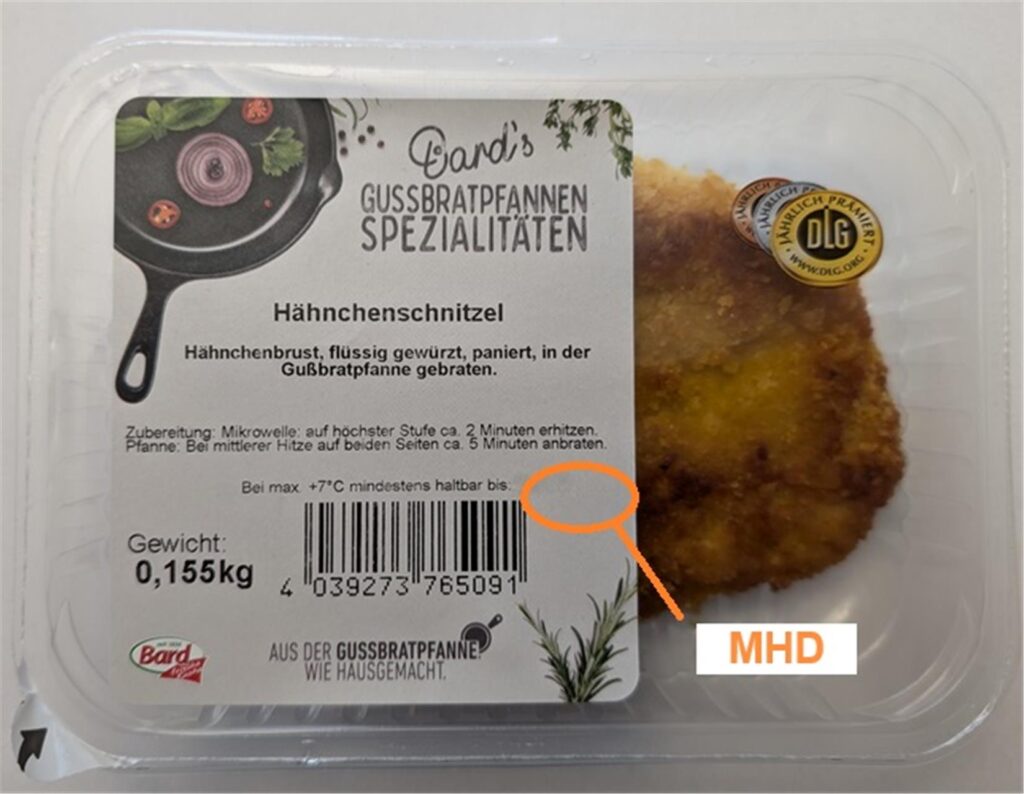 Bard's
GUSSBRATPFANNEN
SPEZIALITÄTEN
JÄHRLICH
JÄHRLICH
JÄHRLICH PRÄMIERT
DLG
WWW.DLG.ORG
Hähnchenschnitzel
Hähnchenbrust, flüssig gewürzt, paniert, in der
Gußbratpfanne gebraten.
Zubereitung: Mikrowelle: auf höchster Stufe ca. 2 Minuten erhitzen.
Pfanne: Bei mittlerer Hitze auf beiden Seiten ca. 5 Minuten anbraten.
Bei max. +7°C mindestens haltbar bis:
Gewicht:
0,155kg
4 039273 765091
MHD
Bard
AUS DER GUSSBRATPFANNE.
WIE HAUSGEMACHT.